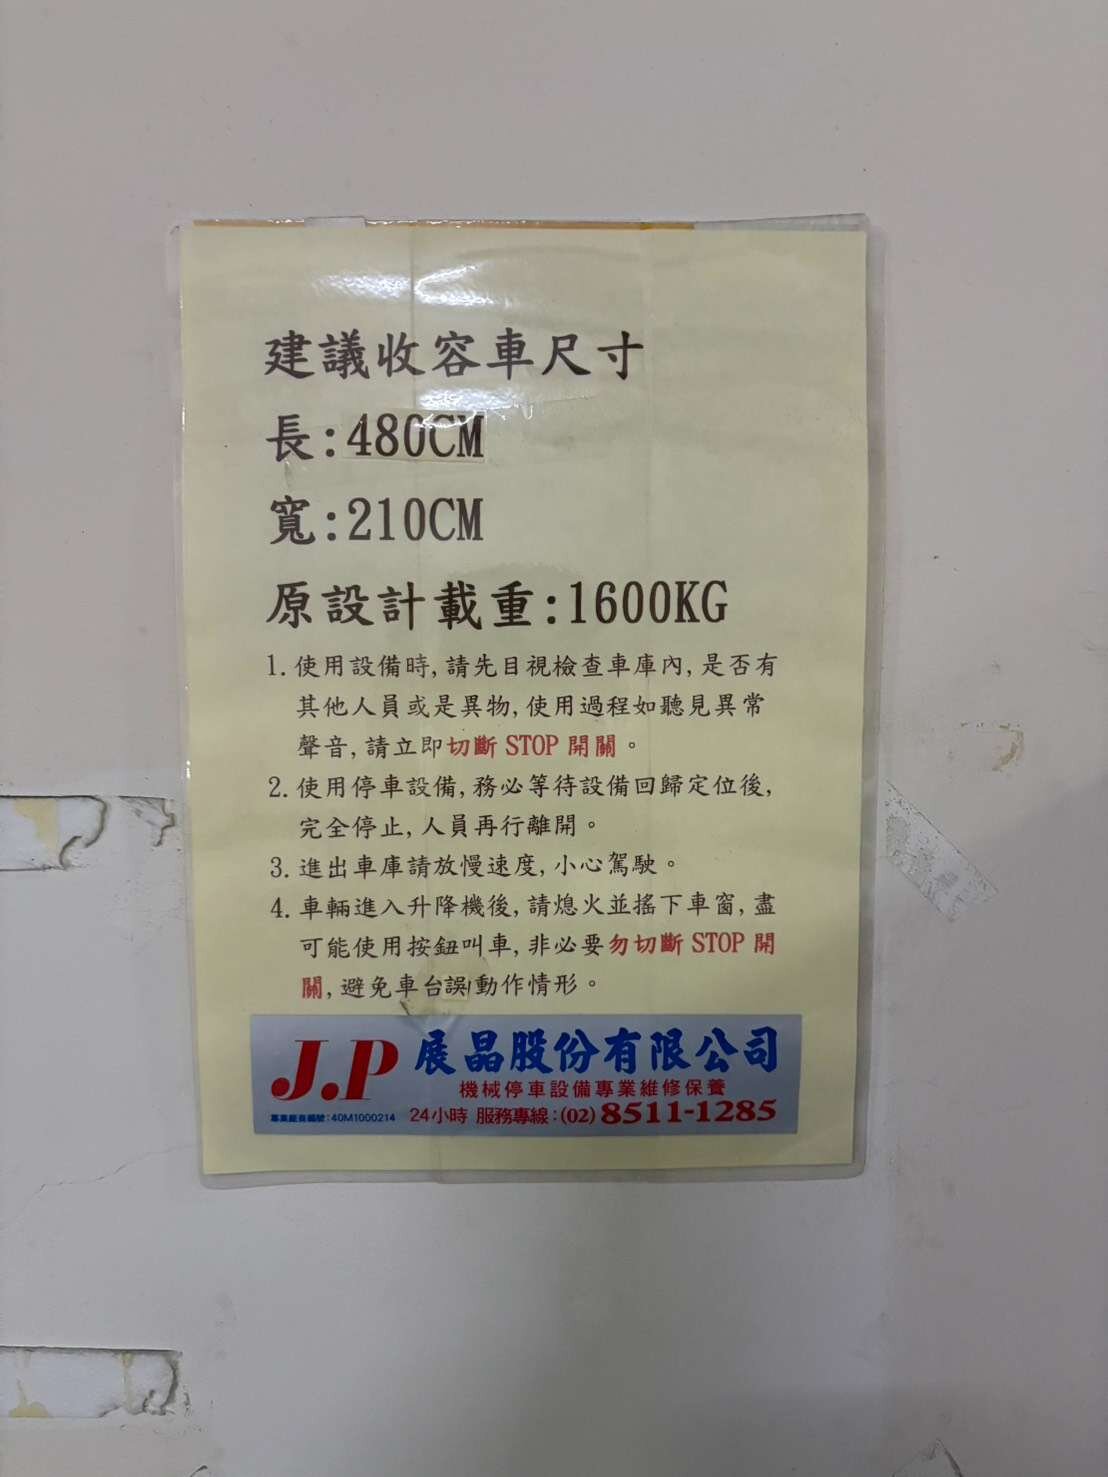 建議收容車尺寸
長:480CM
寬:210CM
原設計載重:1600KG
1. 使用設備時, 請先目視檢查車庫內, 是否有
其他人員或是異物, 使用過程如聽見異常
聲音, 請立即切斷 STOP 開關。
2. 使用停車設備, 務必等待設備回歸定位後,
完全停止, 人員再行離開。
3. 進出車庫請放慢速度, 小心駕駛。
4. 車輛進入升降機後, 請熄火並搖下車窗, 盡
可能使用按鈕叫車, 非必要勿切斷 STOP 開
關, 避免車台誤動作情形。
J.P 展晶股份有限公司
機械停車設備專業維修保養
專業廠商編號:40M1000214 24小時 服務專線:(02) 8511-1285